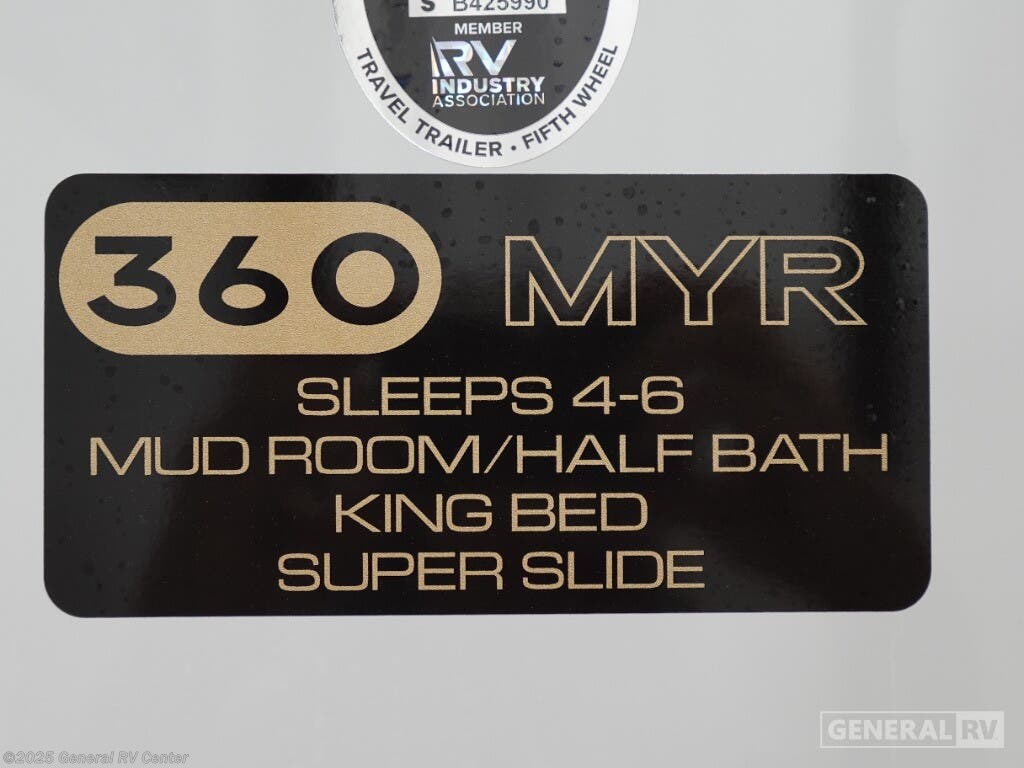 S B425990
MEMBER
RV
INDUSTRY
ASSOCIATION
TRAVEL TRAILER • FIFTH WHEEL
360 MYR
SLEEPS 4-6
MUD ROOM/HALF BATH
KING BED
SUPER SLIDE
GENERAL RV
©2025 General RV Center